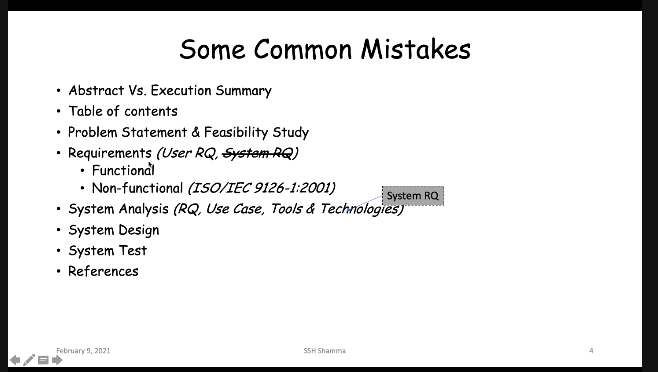 Some Common Mistakes
• Abstract Vs. Execution Summary
• Table of contents
• Problem Statement & Feasibility Study
• Requirements (User RQ, System RQ)
• Functional
• Non-functional (ISO/IEC 9126-1:2001)
System RQ
• System Analysis (RQ, Use Case, Tools & Technologies)
• System Design
• System Test
• References
February 9, 2021
SSH Shamma
4